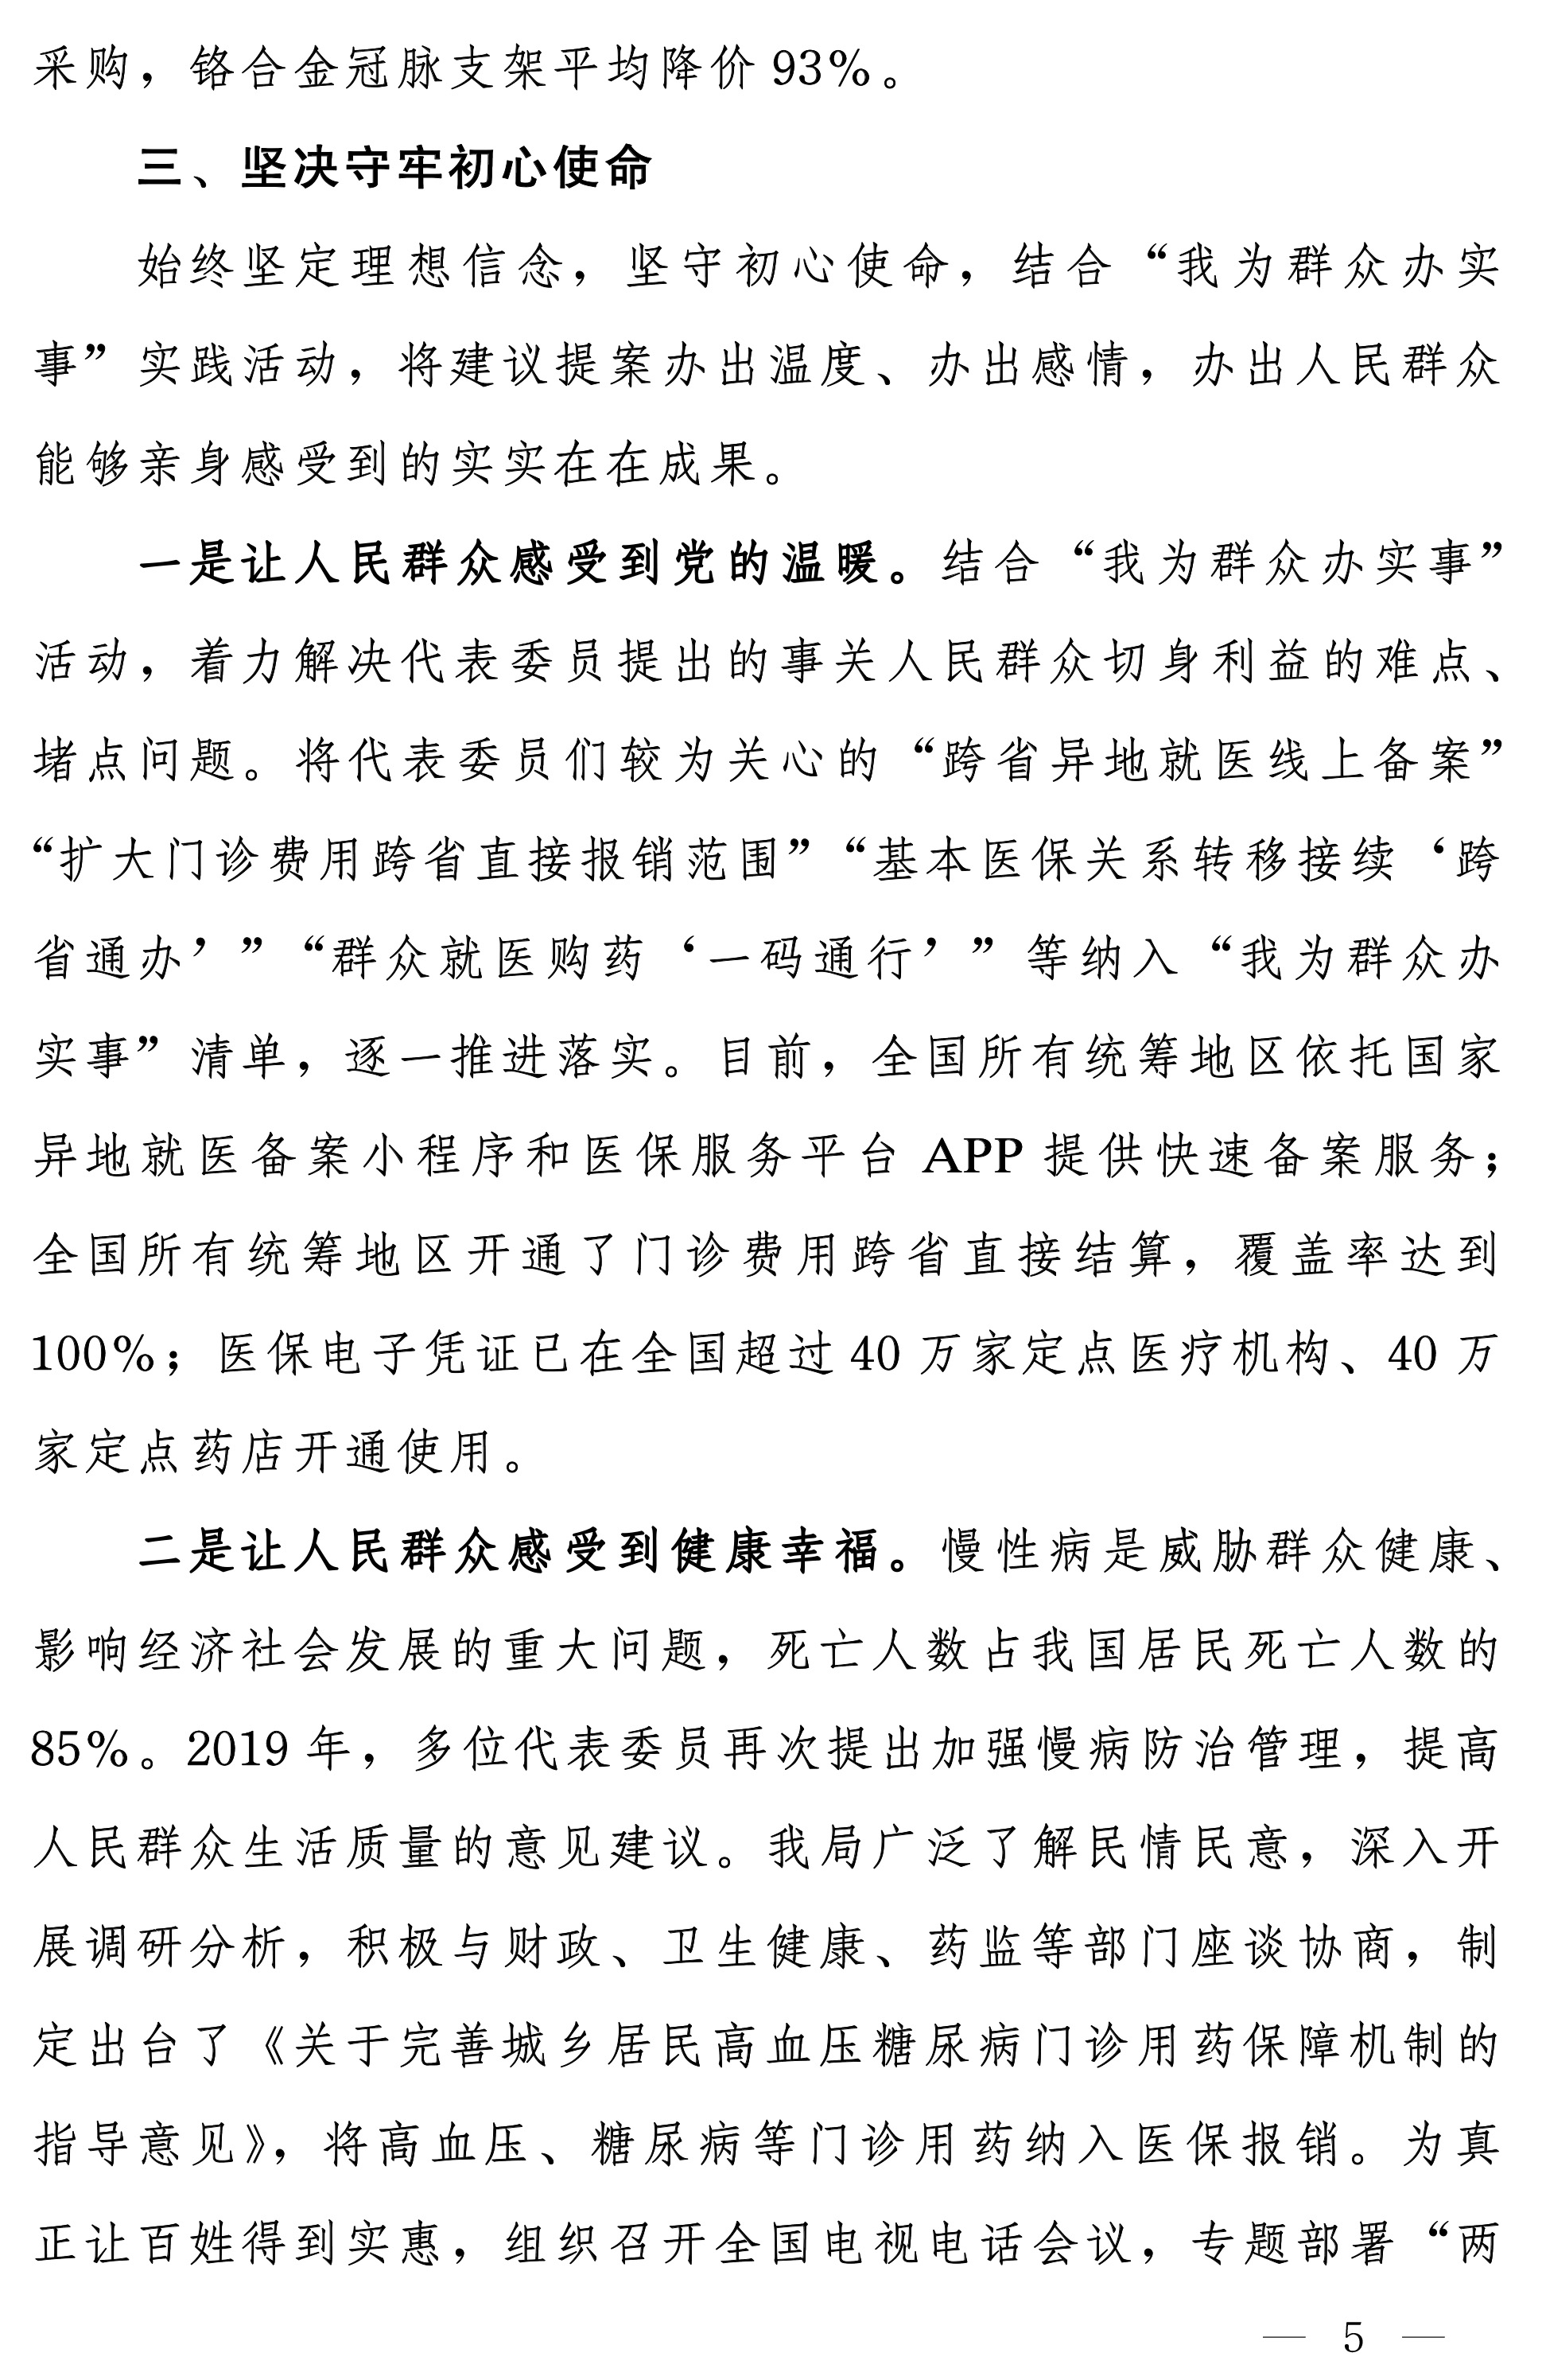 采购，铬合金冠脉支架平均降价93%。
三、坚决守牢初心使命
始终坚定理想信念，坚守初心使命，结合“我为群众办实
事”实践活动，将建议提案办出温度、办出感情，办出人民群众
能够亲身感受到的实实在在成果。
一是让人民群众感受到党的温暖。结合“我为群众办实事”
活动，着力解决代表委员提出的事关人民群众切身利益的难点、
堵点问题。将代表委员们较为关心的“跨省异地就医线上备案”
“扩大门诊费用跨省直接报销范围”“基本医保关系转移接续‘跨
省通办’”“群众就医购药‘一码通行’”等纳入“我为群众办
实事”清单，逐一推进落实。目前，全国所有统筹地区依托国家
异地就医备案小程序和医保服务平台APP提供快速备案服务；
全国所有统筹地区开通了门诊费用跨省直接结算，覆盖率达到
100%；医保电子凭证已在全国超过40万家定点医疗机构、40万
家定点药店开通使用。
二是让人民群众感受到健康幸福。慢性病是威胁群众健康、
影响经济社会发展的重大问题，死亡人数占我国居民死亡人数的
85%。2019年，多位代表委员再次提出加强慢病防治管理，提高
人民群众生活质量的意见建议。我局广泛了解民情民意，深入开
展调研分析，积极与财政、卫生健康、药监等部门座谈协商，制
定出台了《关于完善城乡居民高血压糖尿病门诊用药保障机制的
指导意见》，将高血压、糖尿病等门诊用药纳入医保报销。为真
正让百姓得到实惠，组织召开全国电视电话会议，专题部署“两
— 5 —